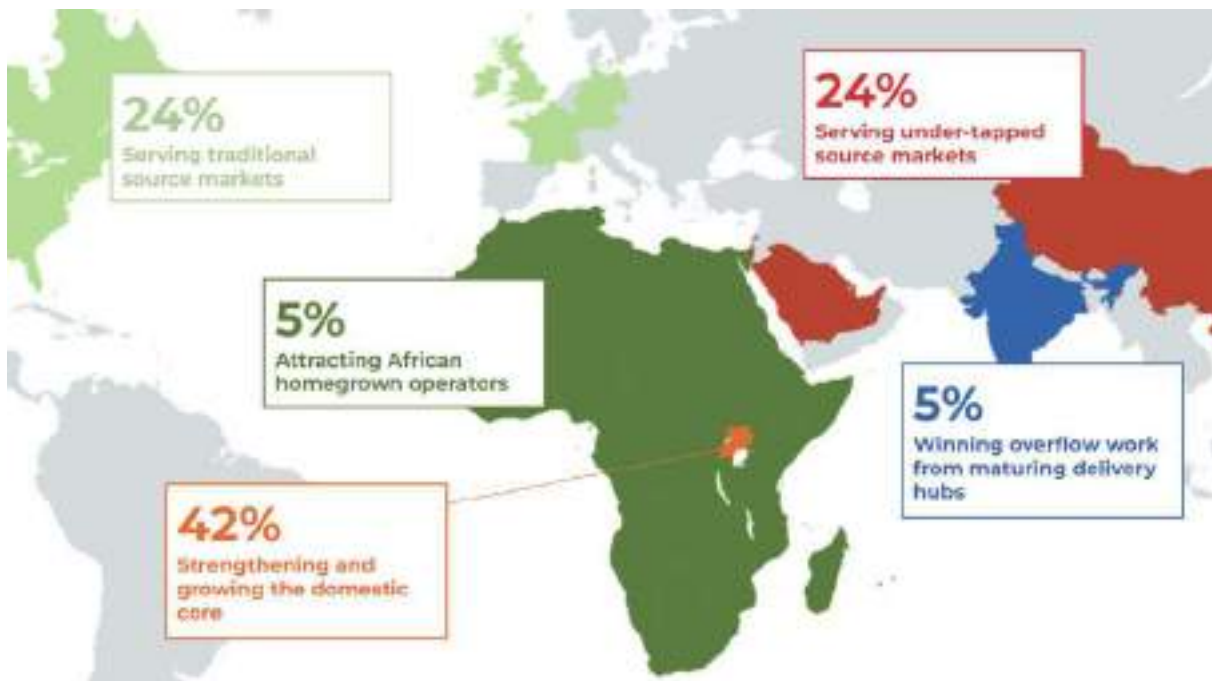 24%
Serving traditional
source markets
24%
Serving under-tapped
source markets
5%
Attracting African
homegrown operators
5%
Winning overflow work
from maturing delivery
hubs
42%
Strengthening and
growing the domestic
core